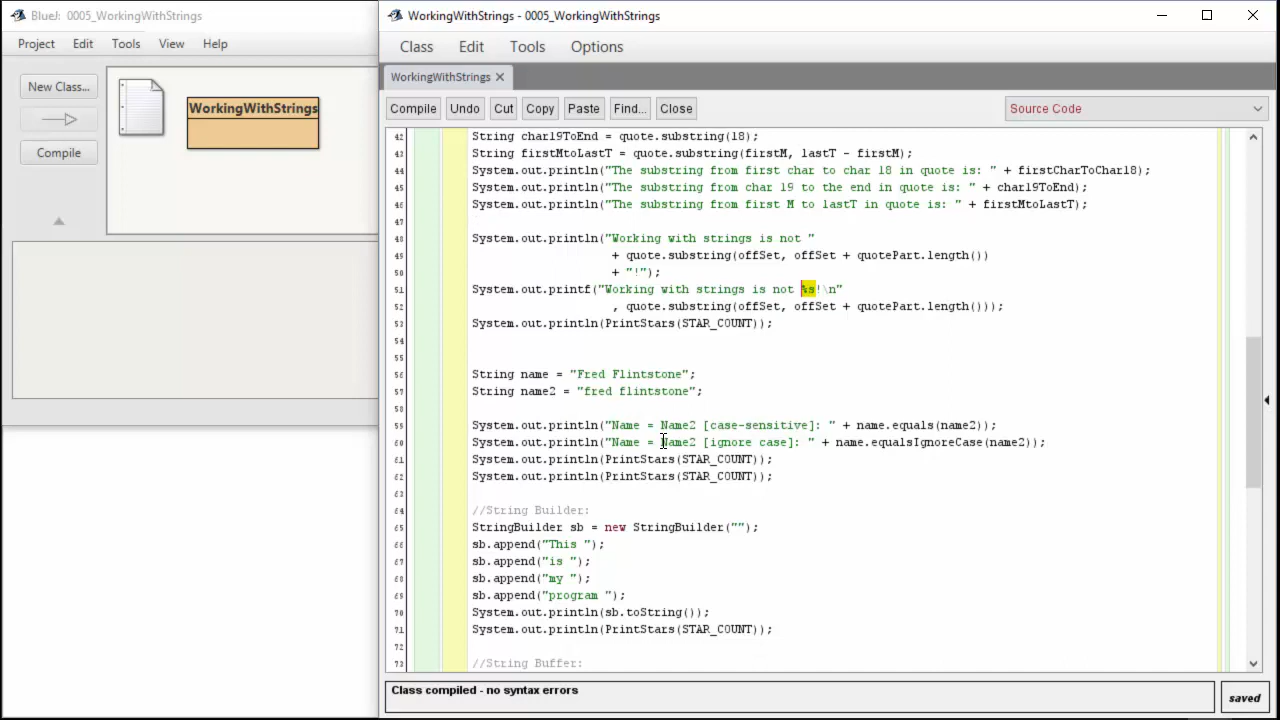 BlueJ: 0005_WorkingWithStrings
Project Edit Tools View Help
New Class...
Compile
WorkingWithStrings
WorkingWithStrings - 0005_WorkingWithStrings
Class Edit Tools Options
WorkingWithStrings ×
Compile Undo Cut Copy Paste Find... Close Source Code
42 String char19ToEnd = quote.substring(18);
43 String firstMtoLastT = quote.substring(firstM, lastT - firstM);
44 System.out.println("The substring from first char to char 18 in quote is: " + firstCharToChar18);
45 System.out.println("The substring from char 19 to the end in quote is: " + char19ToEnd);
46 System.out.println("The substring from first M to lastT in quote is: " + firstMtoLastT);
47
48 System.out.println("Working with strings is not "
49 + quote.substring(offSet, offSet + quotePart.length())
50 + "!");
51 System.out.printf("Working with strings is not %s!\n"
52 , quote.substring(offSet, offSet + quotePart.length()));
53 System.out.println(PrintStars(STAR_COUNT));
54
55
56 String name = "Fred Flintstone";
57 String name2 = "fred flintstone";
58
59 System.out.println("Name = Name2 [case-sensitive]: " + name.equals(name2));
60 System.out.println("Name = Name2 [ignore case]: " + name.equalsIgnoreCase(name2));
61 System.out.println(PrintStars(STAR_COUNT));
62 System.out.println(PrintStars(STAR_COUNT));
63
64 //String Builder:
65 StringBuilder sb = new StringBuilder("");
66 sb.append("This ");
67 sb.append("is ");
68 sb.append("my ");
69 sb.append("program ");
70 System.out.println(sb.toString());
71 System.out.println(PrintStars(STAR_COUNT));
72
73 //String Buffer:
Class compiled - no syntax errors
saved